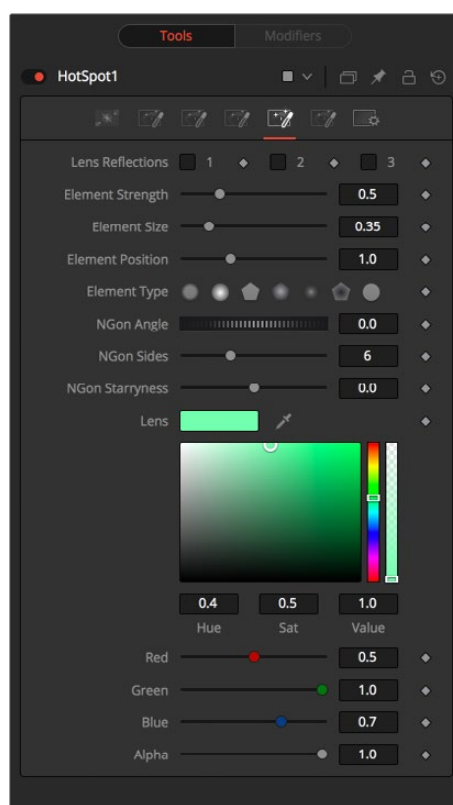 Tools Modifiers
HotSpot1
Lens Reflections 1 2 3
Element Strength 0.5
Element Size 0.35
Element Position 1.0
Element Type
NGon Angle 0.0
NGon Sides 6
NGon Starryness 0.0
Lens
0.4 0.5 1.0
Hue Sat Value
Red 0.5
Green 1.0
Blue 0.7
Alpha 1.0